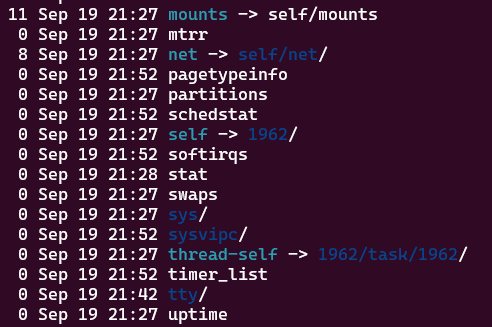 11 Sep 19 21:27 mounts -> self/mounts
0 Sep 19 21:27 mtrr
8 Sep 19 21:27 net -> self/net/
0 Sep 19 21:52 pagetypeinfo
0 Sep 19 21:27 partitions
0 Sep 19 21:52 schedstat
0 Sep 19 21:27 self -> 1962/
0 Sep 19 21:52 softirqs
0 Sep 19 21:28 stat
0 Sep 19 21:27 swaps
0 Sep 19 21:27 sys/
0 Sep 19 21:52 sysvipc/
0 Sep 19 21:27 thread-self -> 1962/task/1962/
0 Sep 19 21:52 timer_list
0 Sep 19 21:42 tty/
0 Sep 19 21:27 uptime